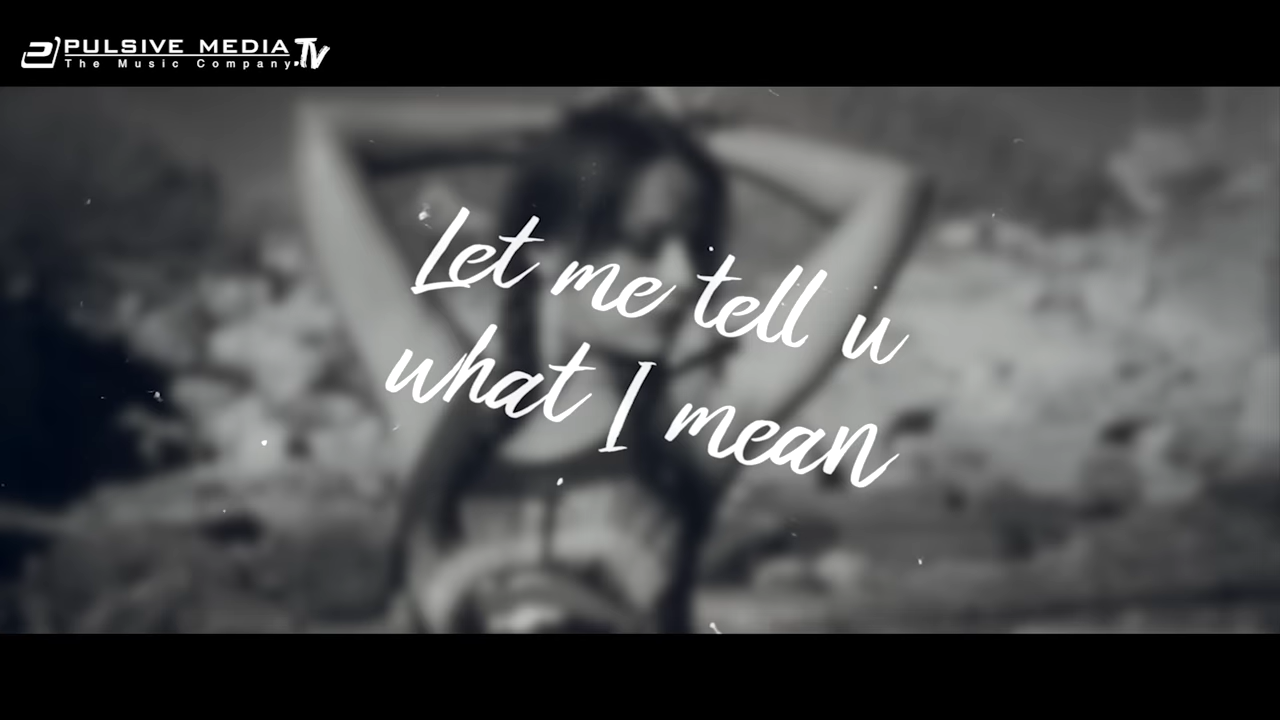 PULSIVE MEDIA TV
The Music Company
Let me tell u
what I mean